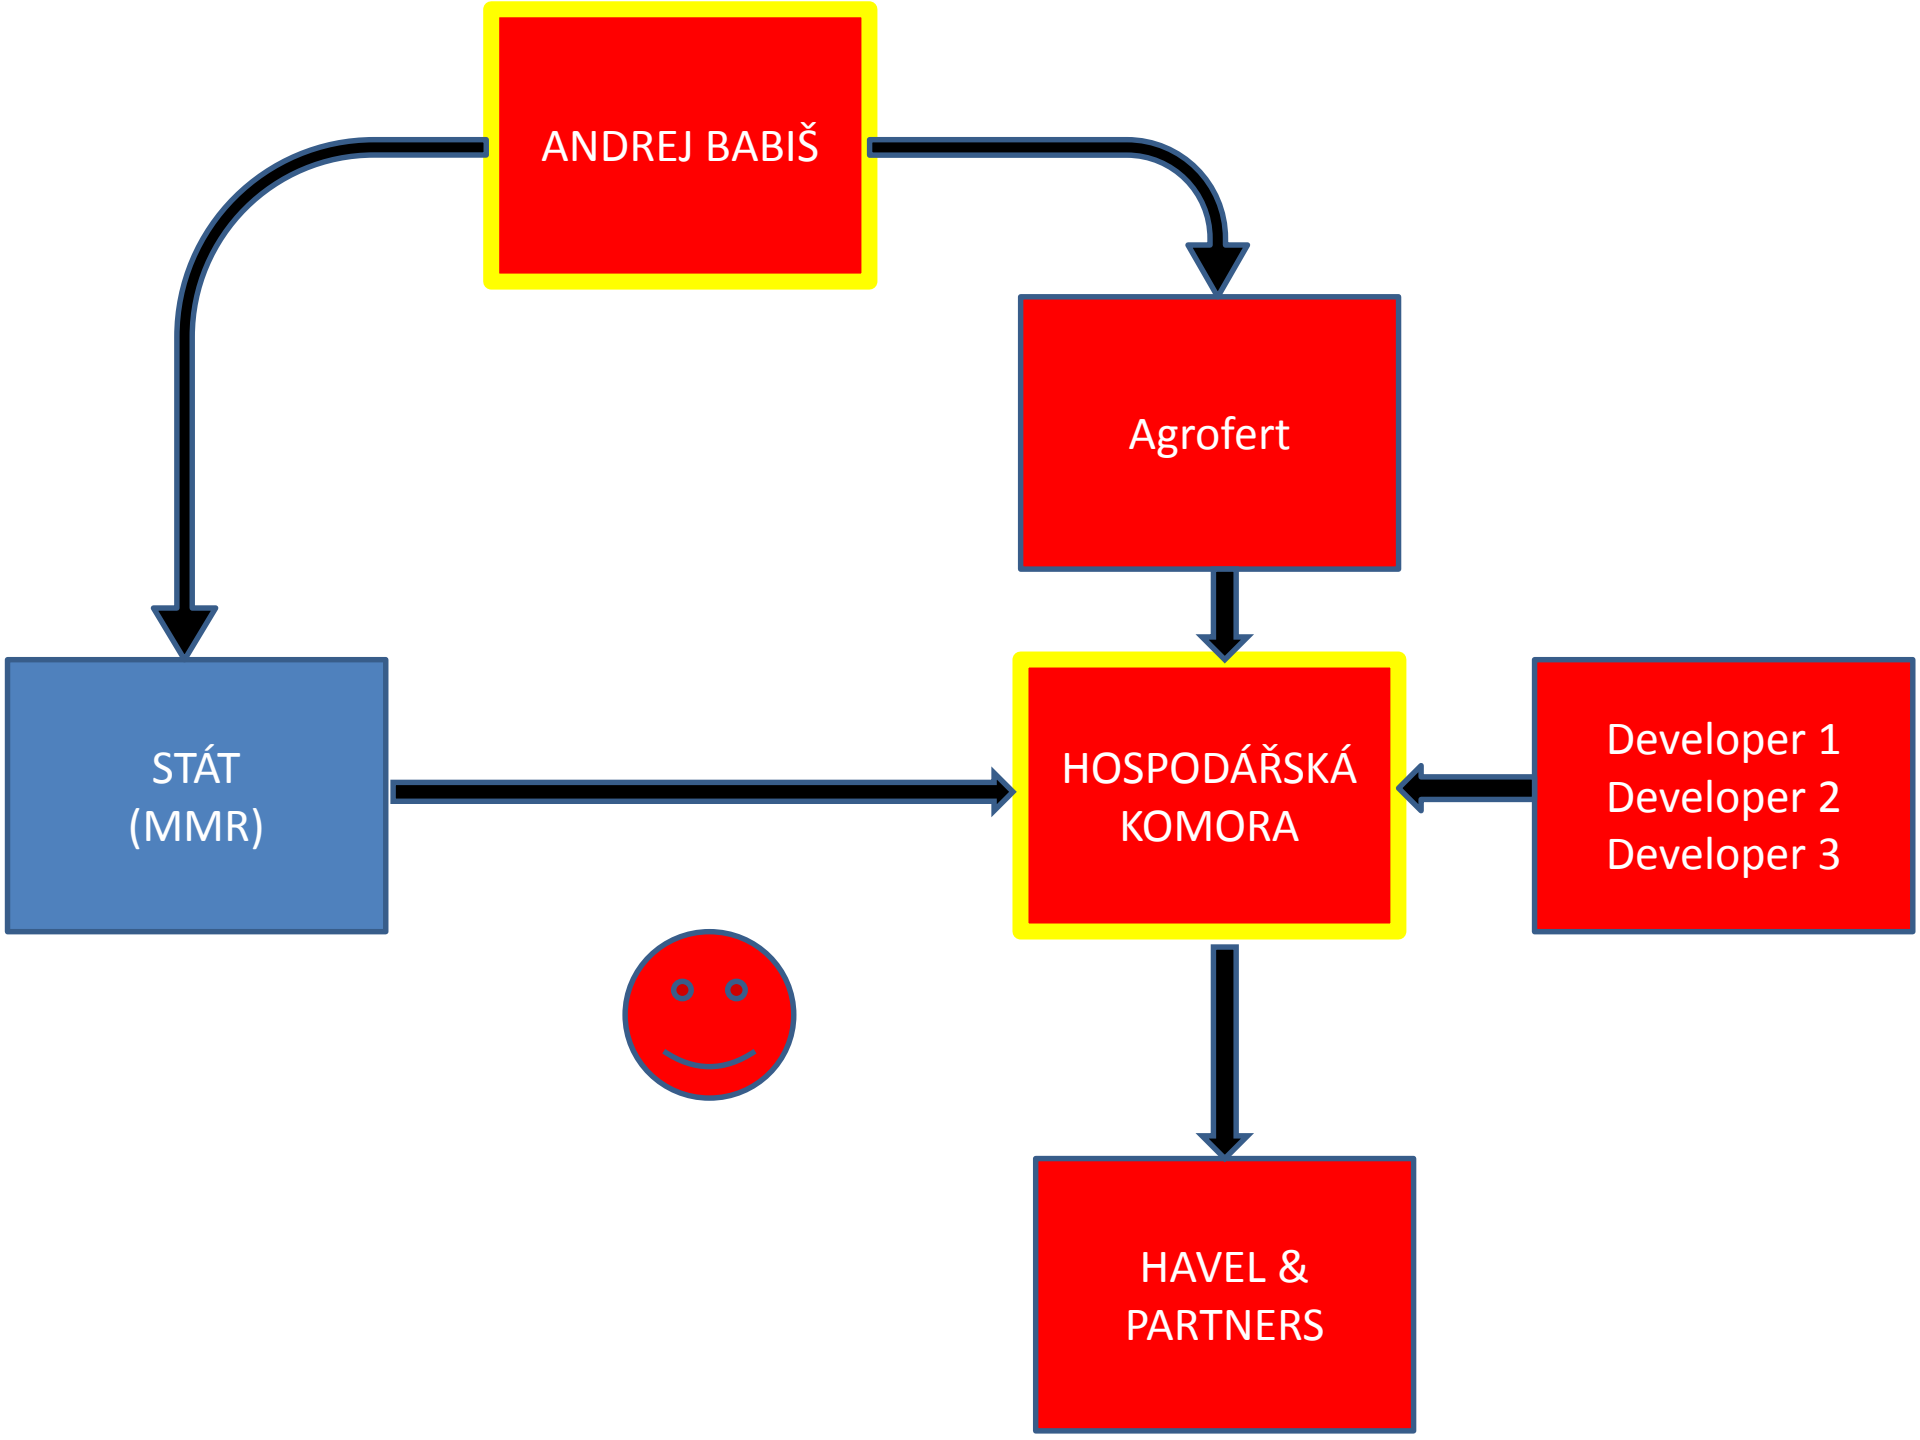 ANDREJ BABIŠ
Agrofert
STÁT
(MMR)
HOSPODÁŘSKÁ
KOMORA
Developer 1
Developer 2
Developer 3
HAVEL &
PARTNERS